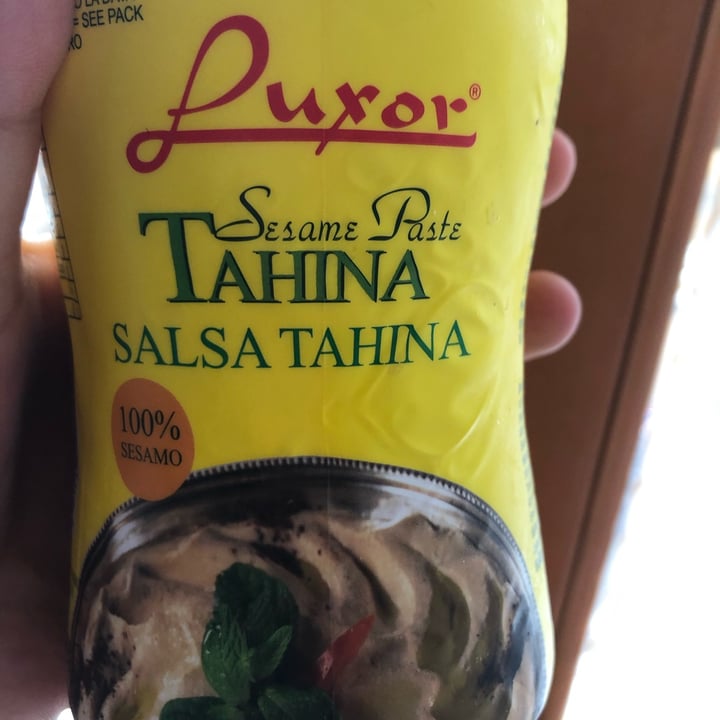 = SEE PACK
Luxor®
Sesame Paste
TAHINA
SALSA TAHINA
100%
SESAMO